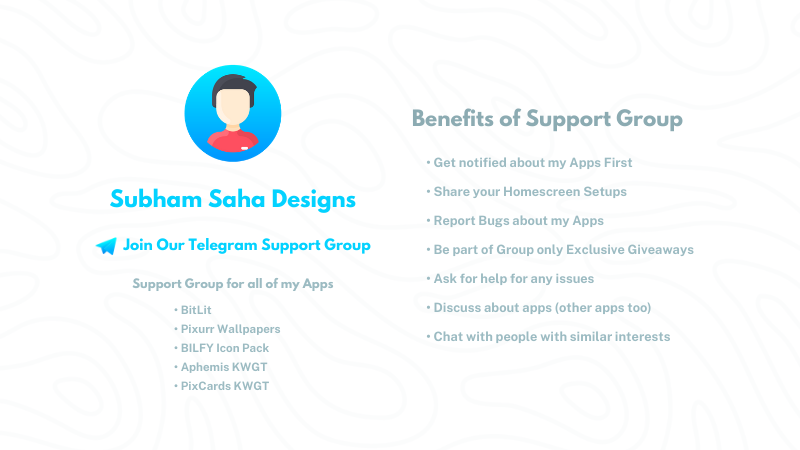 Subham Saha Designs
Join Our Telegram Support Group
Support Group for all of my Apps
• BitLit
• Pixurr Wallpapers
• BILFY Icon Pack
• Aphemis KWGT
• PixCards KWGT
Benefits of Support Group
• Get notified about my Apps First
• Share your Homescreen Setups
• Report Bugs about my Apps
• Be part of Group only Exclusive Giveaways
• Ask for help for any issues
• Discuss about apps (other apps too)
• Chat with people with similar interests